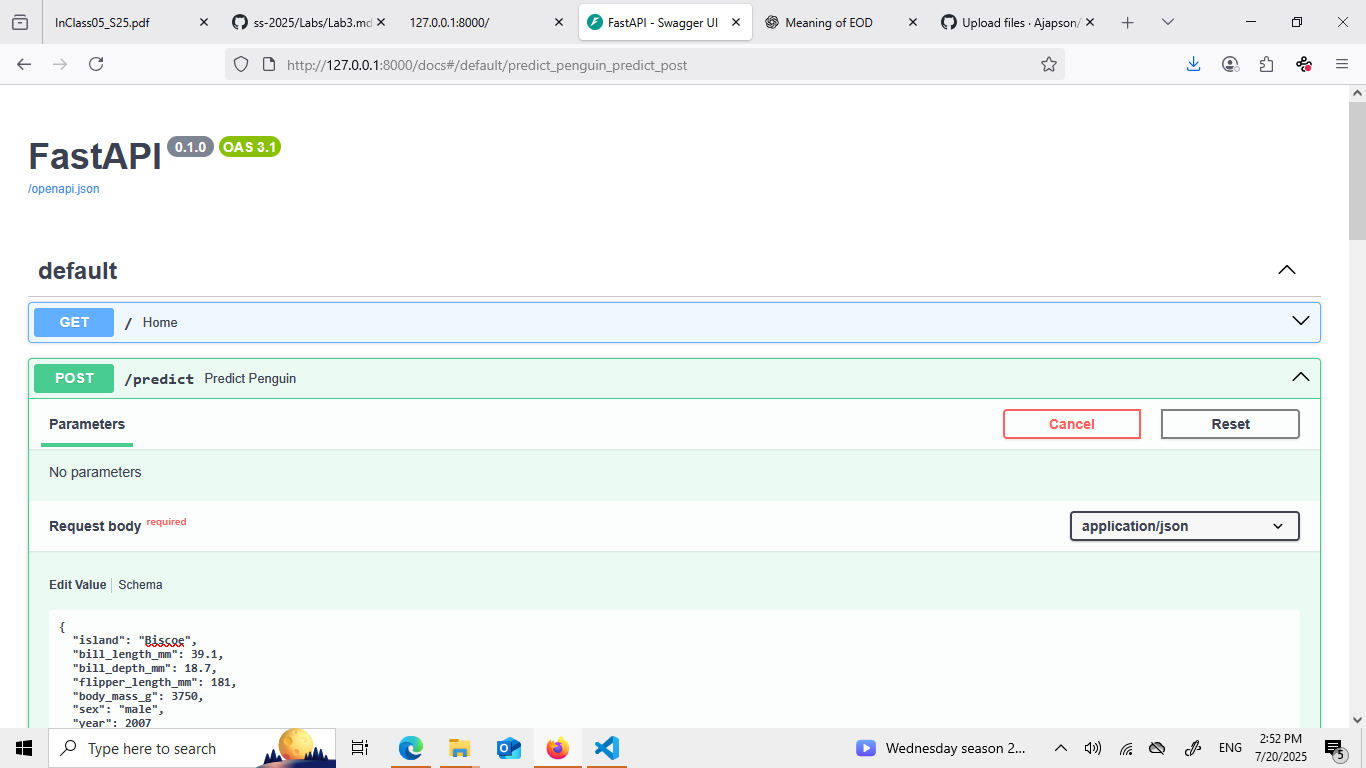 InClass05_S25.pdf
ss-2025/Labs/Lab3.md
127.0.0.1:8000/
FastAPI - Swagger UI
Meaning of EOD
Upload files · Ajapson/
http://127.0.0.1:8000/docs#/default/predict_penguin_predict_post
FastAPI 0.1.0 OAS 3.1
/openapi.json
default
GET / Home
POST /predict Predict Penguin
Parameters Cancel Reset
No parameters
Request body required application/json
Edit Value Schema
{
"island": "Biscoe",
"bill_length_mm": 39.1,
"bill_depth_mm": 18.7,
"flipper_length_mm": 181,
"body_mass_g": 3750,
"sex": "male",
"year": 2007
Type here to search
Wednesday season 2...
ENG
2:52 PM
7/20/2025
5